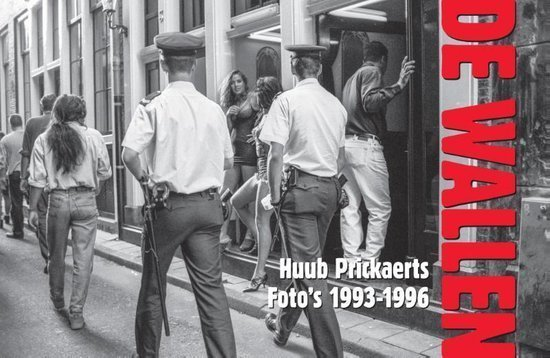 DE WALLEN
Huub Prickaerts
Foto's 1993-1996